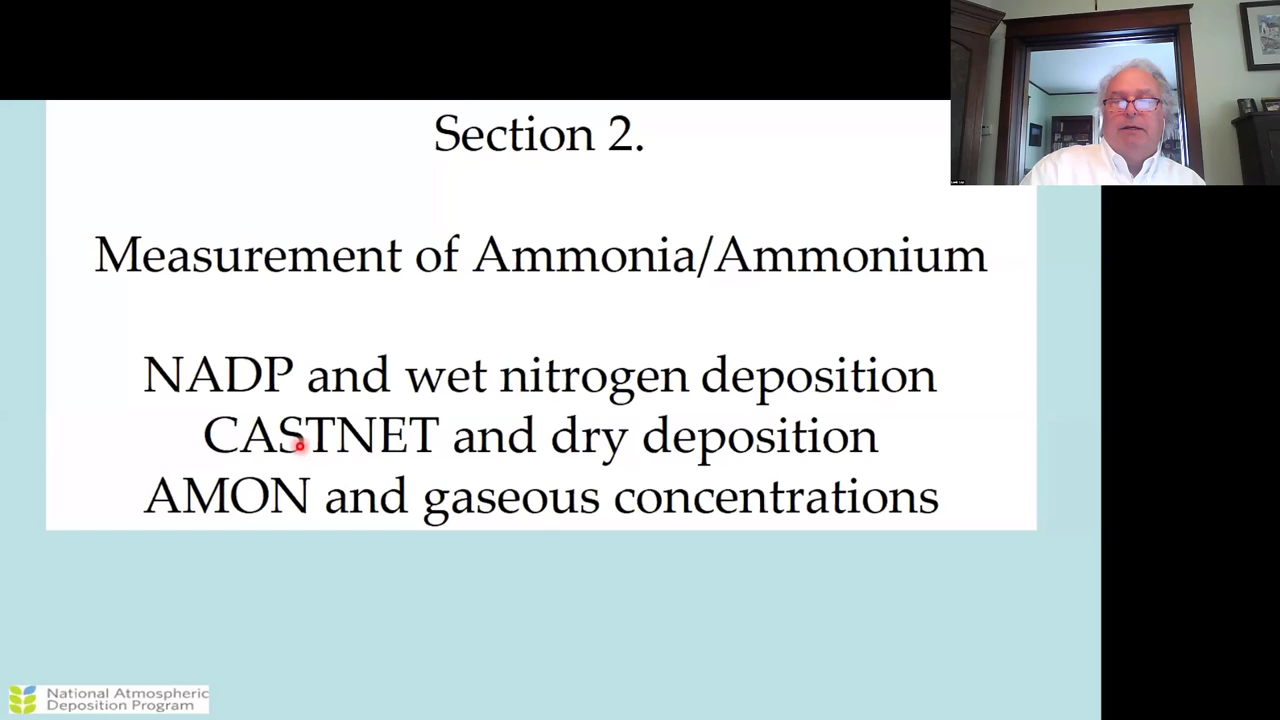 Section 2.
Measurement of Ammonia/Ammonium
NADP and wet nitrogen deposition
CASTNET and dry deposition
AMON and gaseous concentrations
National Atmospheric
Deposition Program